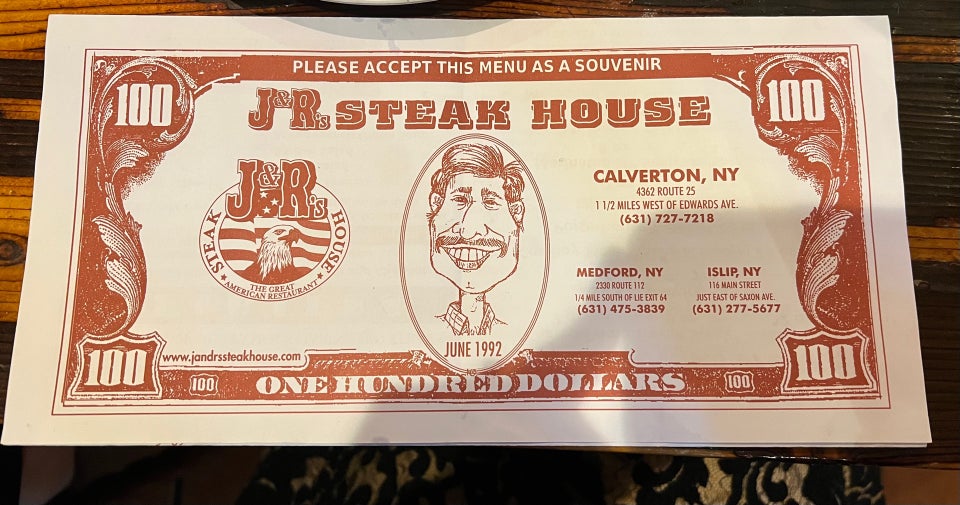 PLEASE ACCEPT THIS MENU AS A SOUVENIR
100
100
J&R's STEAK HOUSE
J&R's
STEAK HOUSE
THE GREAT
AMERICAN RESTAURANT
CALVERTON, NY
4362 ROUTE 25
1 1/2 MILES WEST OF EDWARDS AVE.
(631) 727-7218
MEDFORD, NY
2330 ROUTE 112
1/4 MILE SOUTH OF LIE EXIT 64
(631) 475-3839
ISLIP, NY
116 MAIN STREET
JUST EAST OF SAXON AVE.
(631) 277-5677
JUNE 1992
www.jandrssteakhouse.com
100
100
ONE HUNDRED DOLLARS
100
100